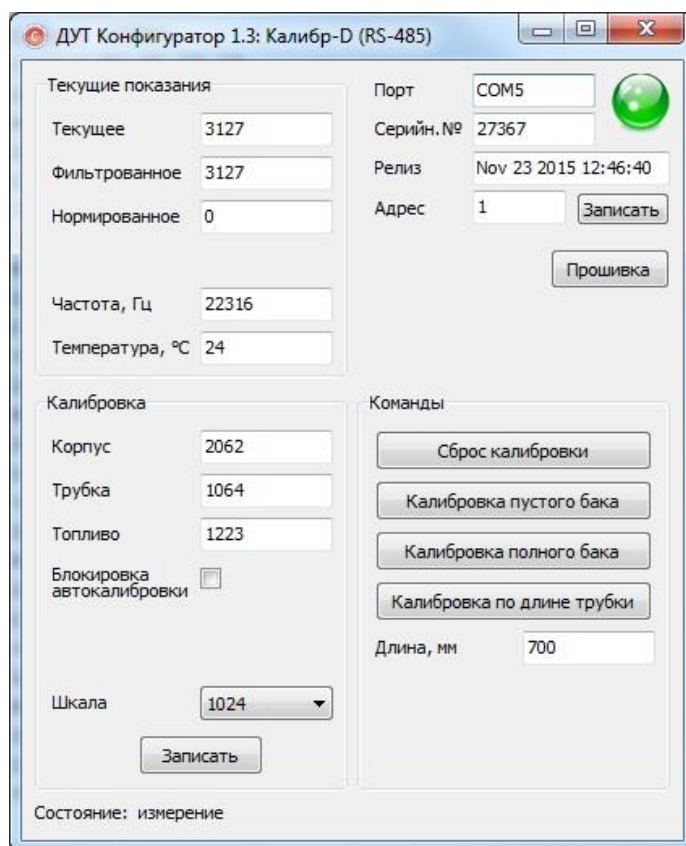 ДУТ Конфигуратор 1.3: Калибр-D (RS-485)
Текущие показания
Текущее 3127
Фильтрованное 3127
Нормированное 0
Частота, Гц 22316
Температура, °C 24
Порт COM5
Серийн.№ 27367
Релиз Nov 23 2015 12:46:40
Адрес 1 Записать
Прошивка
Калибровка
Корпус 2062
Трубка 1064
Топливо 1223
Блокировка
автокалибровки
Шкала 1024
Записать
Команды
Сброс калибровки
Калибровка пустого бака
Калибровка полного бака
Калибровка по длине трубки
Длина, мм 700
Состояние: измерение